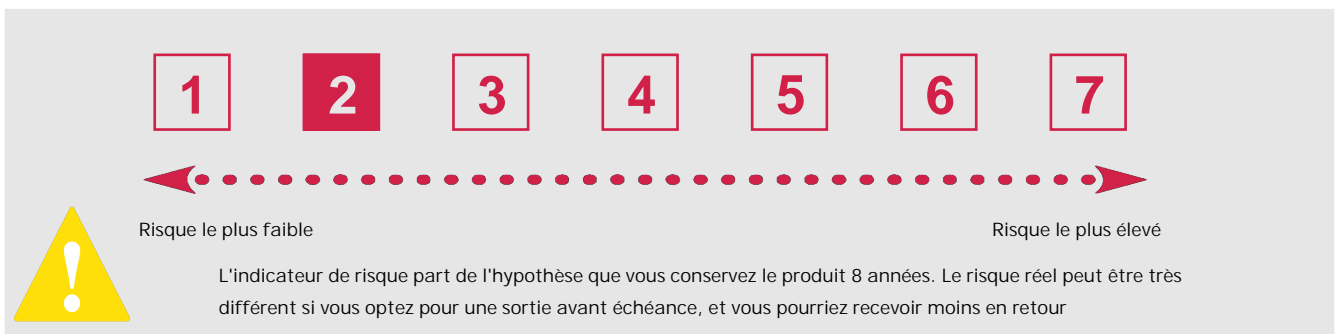 1 2 3 4 5 6 7
Risque le plus faible Risque le plus élevé
L'indicateur de risque part de l'hypothèse que vous conservez le produit 8 années. Le risque réel peut être très
différent si vous optez pour une sortie avant échéance, et vous pourriez recevoir moins en retour